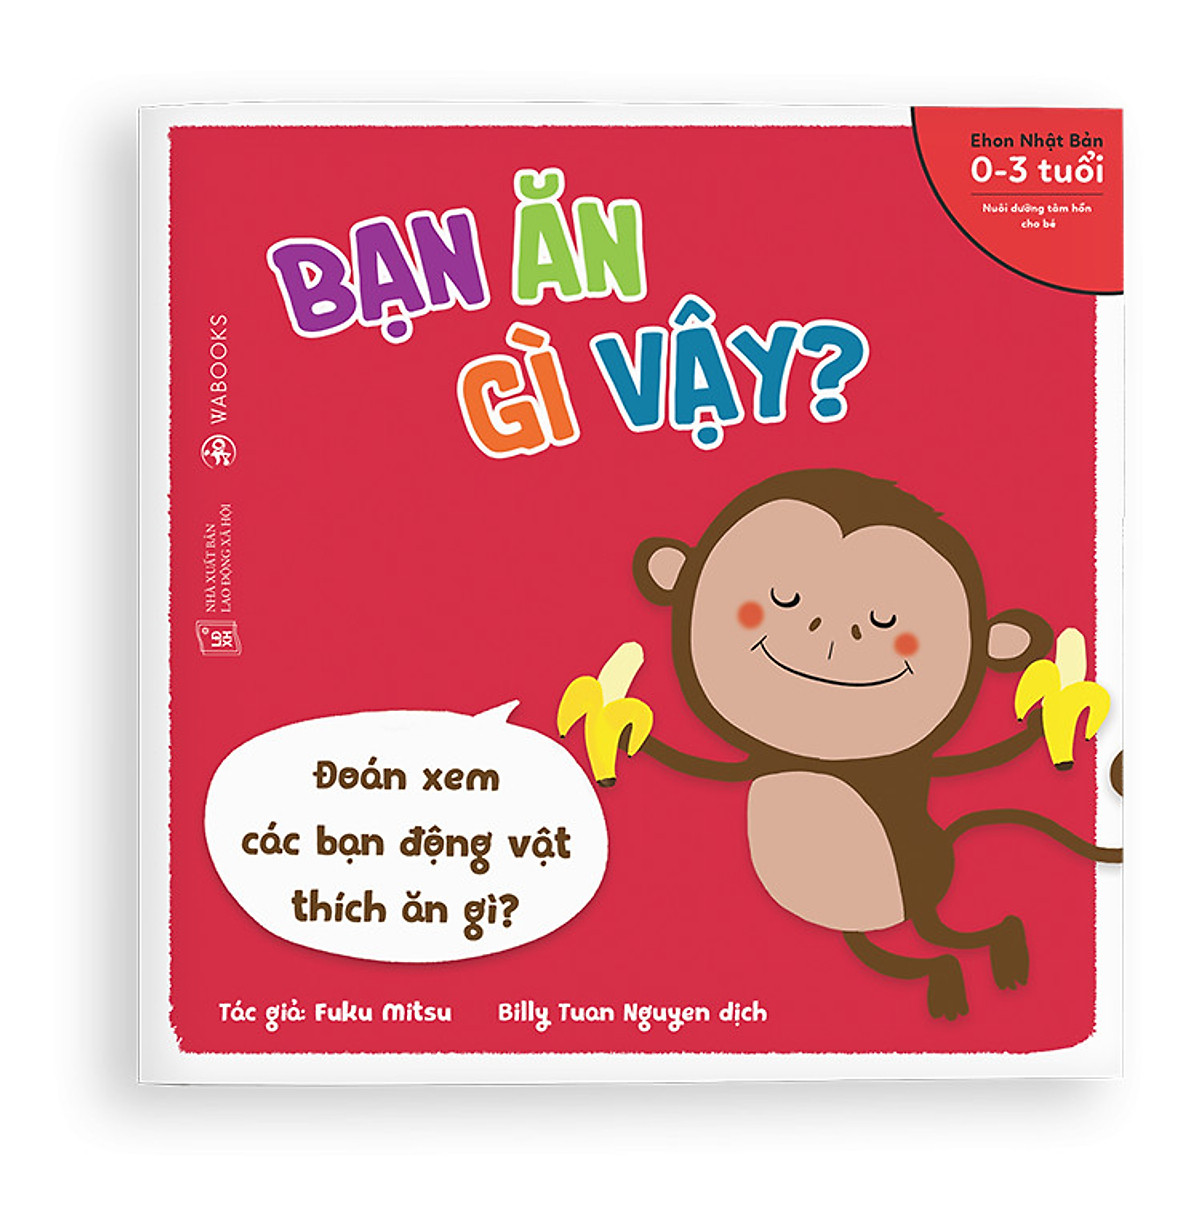 Ehon Nhật Bản
0-3 tuổi
Nuôi dưỡng tâm hồn
cho bé
BẠN ĂN
GÌ VẬY?
WABOOKS
NHÀ XUẤT BẢN
LAO ĐỘNG XÃ HỘI
LĐ
XH
Đoán xem
các bạn động vật
thích ăn gì?
Tác giả: Fuku Mitsu
Billy Tuan Nguyen dịch